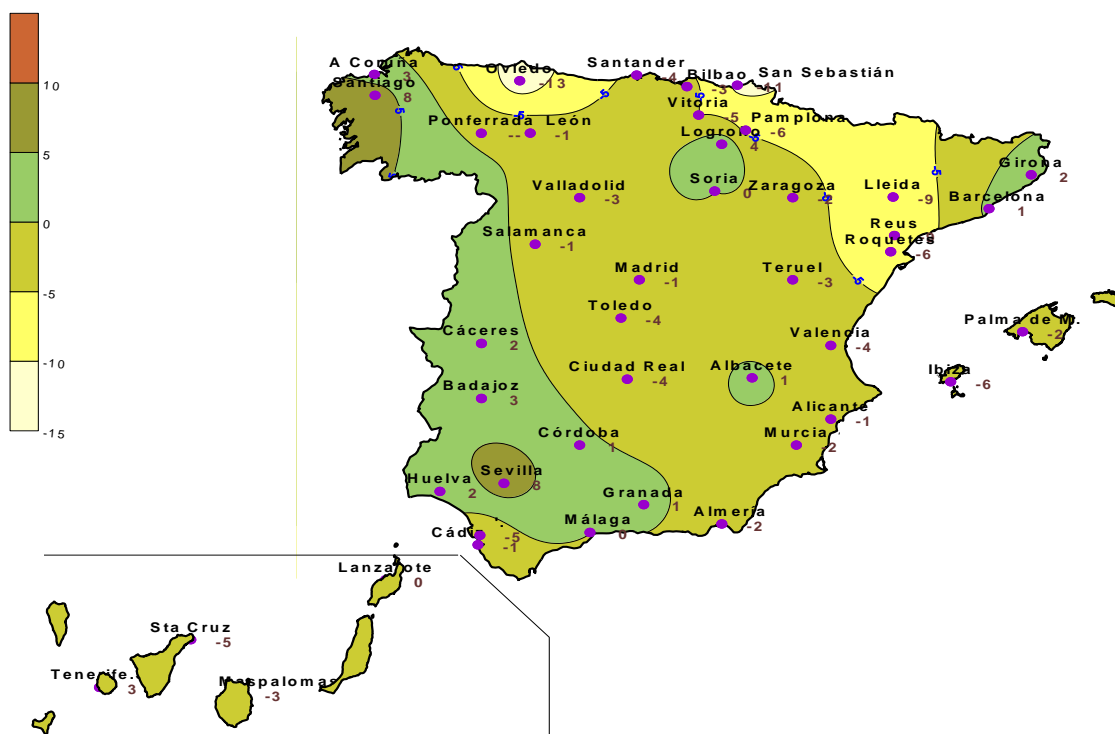 10
5
0
-5
-10
-15
A Coruña
3
Santiago
8
Oviedo
-13
Santander
-4
Bilbao
-3
San Sebastián
-11
Vitoria
-5
Pamplona
-6
Ponferrada
--
León
-1
Logroño
4
Soria
0
Valladolid
-3
Zaragoza
-2
Lleida
-9
Girona
2
Barcelona
1
Reus
Roquetes
-6
Salamanca
-1
Madrid
-1
Teruel
-3
Toledo
-4
Cáceres
2
Valencia
-4
Palma de M.
-2
Ciudad Real
-4
Albacete
1
Ibiza
-6
Badajoz
3
Alicante
-1
Córdoba
1
Murcia
-2
Sevilla
8
Huelva
2
Granada
1
Málaga
0
Almería
-2
Cádiz
-5
-1
Lanzarote
0
Sta Cruz
-5
Tenerife.
3
Maspalomas
-3